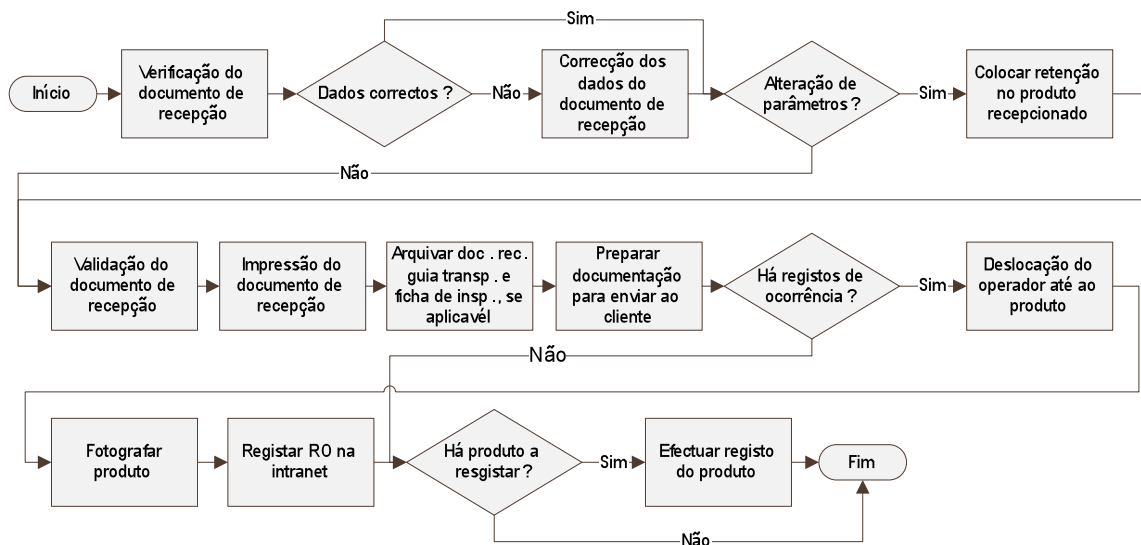 Sim
Início
Verificação do
documento de
recepção
Dados correctos ?
Não
Correcção dos
dados do
documento de
recepção
Alteração de
parâmetros ?
Sim
Colocar retenção
no produto
recepcionado
Não
Validação do
documento de
recepção
Impressão do
documento de
recepção
Arquivar doc . rec .
guia transp . e
ficha de insp ., se
aplicavél
Preparar
documentação
para enviar ao
cliente
Há registos de
ocorrência ?
Sim
Deslocação do
operador até ao
produto
Não
Fotografar
produto
Registar RO na
intranet
Há produto a
resgistar ?
Sim
Efectuar registo
do produto
Fim
Não